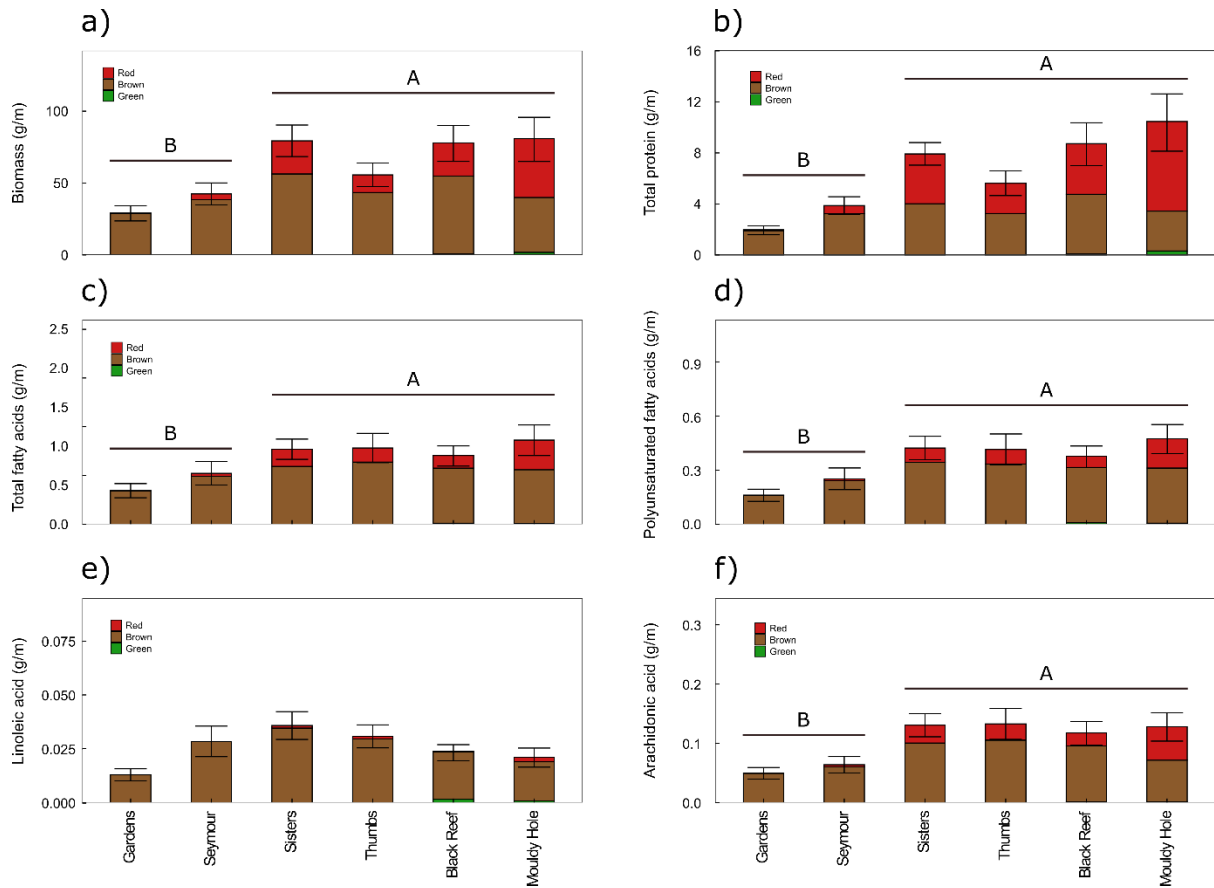 a)
Biomass (g/m)
100
50
0
Red
Brown
Green
B
A
b)
Total protein (g/m)
16
12
8
4
0
Red
Brown
Green
B
A
c)
Total fatty acids (g/m)
2.5
2.0
1.5
1.0
0.5
0.0
Red
Brown
Green
B
A
d)
Polyunsaturated fatty acids (g/m)
0.9
0.6
0.3
0.0
Red
Brown
Green
B
A
e)
Linoleic acid (g/m)
0.075
0.050
0.025
0.000
Red
Brown
Green
Gardens
Seymour
Sisters
Thumbs
Black Reef
Mouldy Hole
f)
Arachidonic acid (g/m)
0.3
0.2
0.1
0.0
Red
Brown
Green
B
A
Gardens
Seymour
Sisters
Thumbs
Black Reef
Mouldy Hole